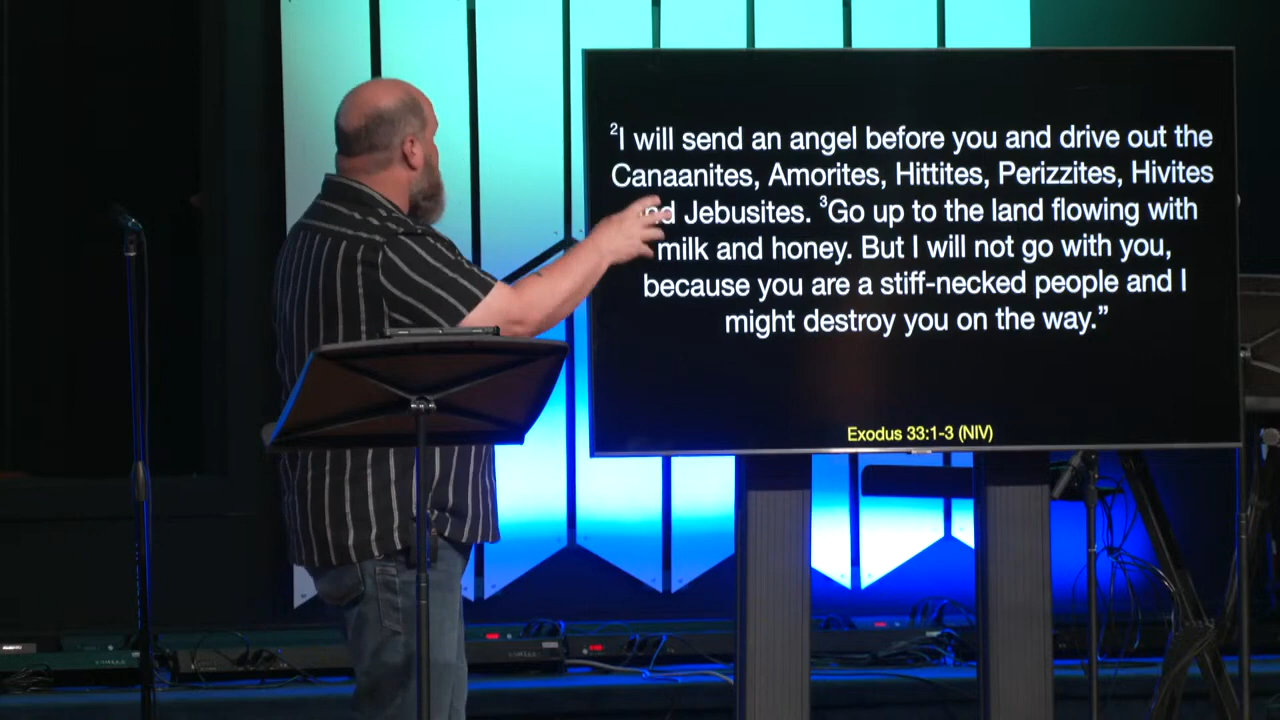 ²I will send an angel before you and drive out the
Canaanites, Amorites, Hittites, Perizzites, Hivites
and Jebusites. ³Go up to the land flowing with
milk and honey. But I will not go with you,
because you are a stiff-necked people and I
might destroy you on the way.”
Exodus 33:1-3 (NIV)